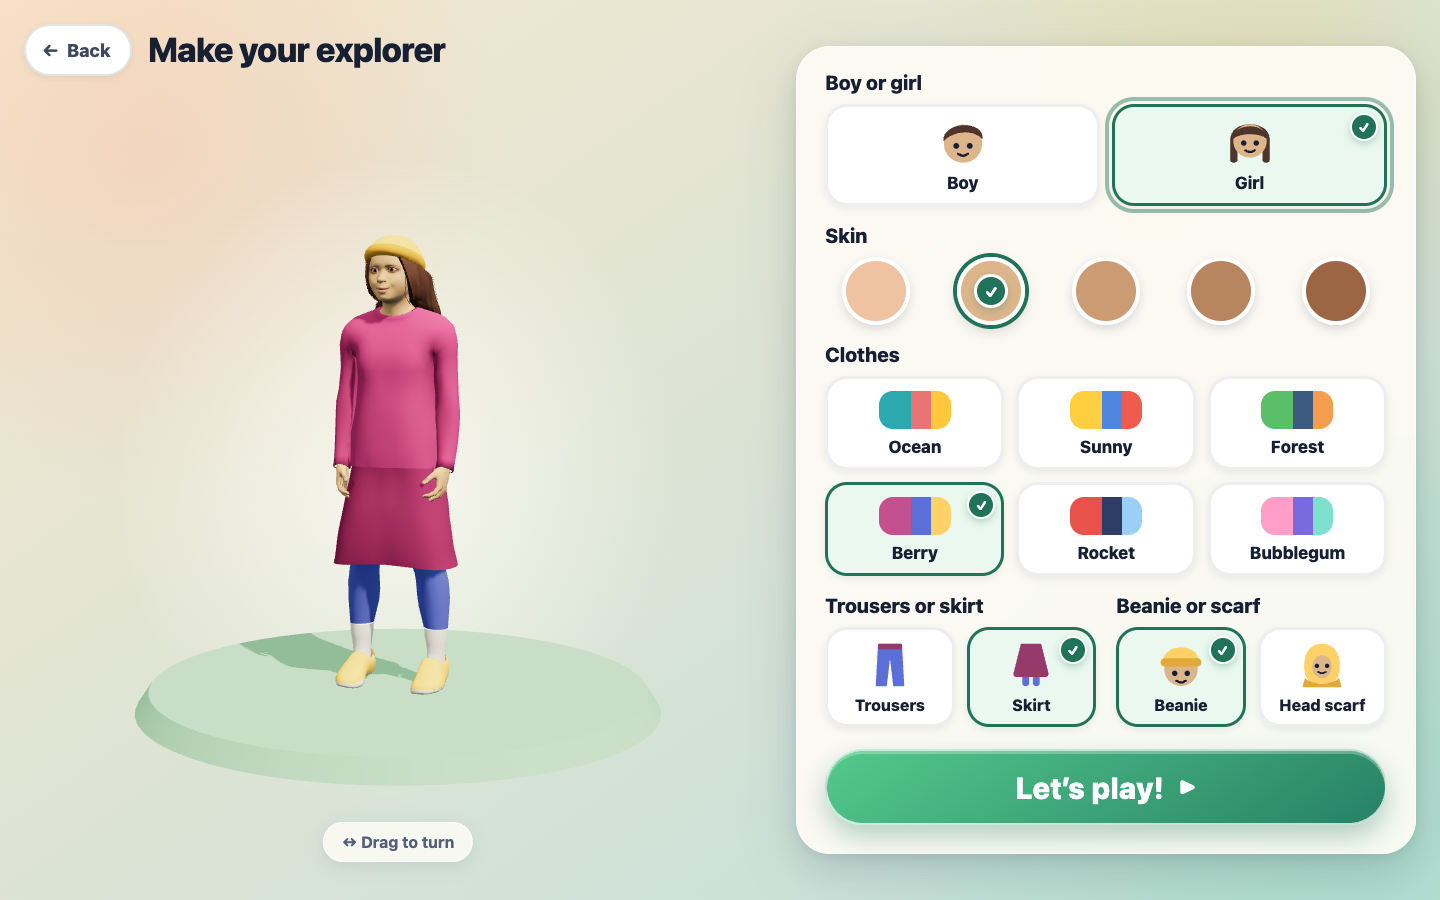 Back
Make your explorer
Boy or girl
Boy
Girl
Skin
Clothes
Ocean
Sunny
Forest
Berry
Rocket
Bubblegum
Trousers or skirt
Beanie or scarf
Trousers
Skirt
Beanie
Head scarf
Let's play!
Drag to turn